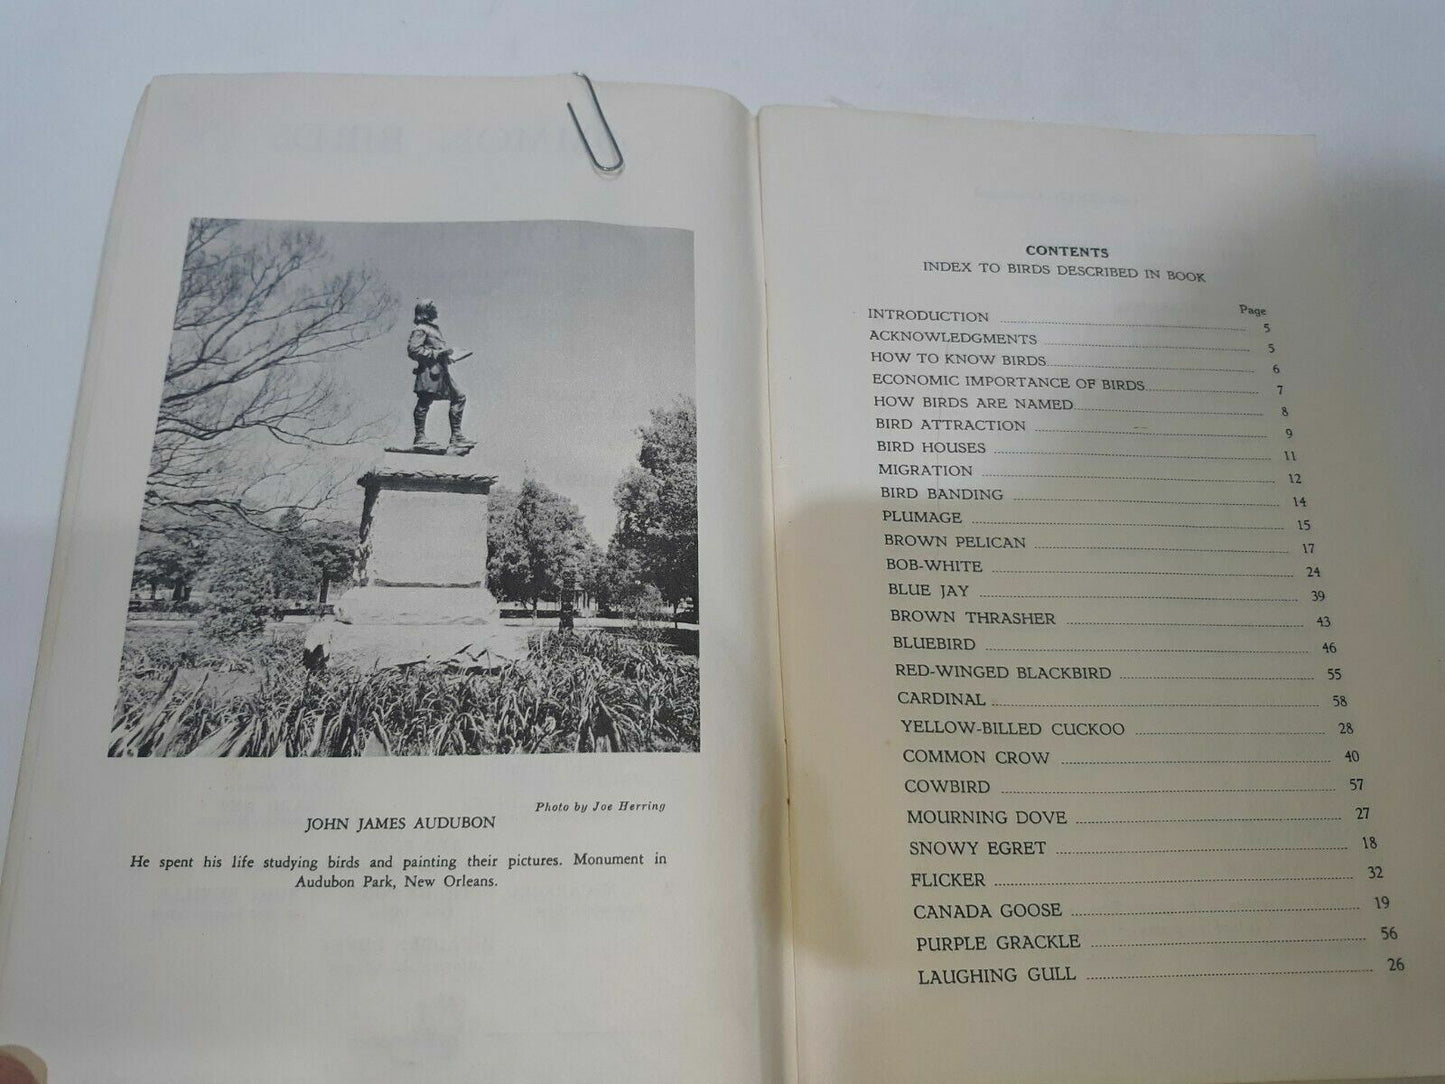 Photo by Joe Herring
JOHN JAMES AUDUBON
He spent his life studying birds and painting their pictures. Monument in
Audubon Park, New Orleans.
CONTENTS
INDEX TO BIRDS DESCRIBED IN BOOK
Page
INTRODUCTION 5
ACKNOWLEDGMENTS 5
HOW TO KNOW BIRDS 6
ECONOMIC IMPORTANCE OF BIRDS 7
HOW BIRDS ARE NAMED 8
BIRD ATTRACTION 9
BIRD HOUSES 11
MIGRATION 12
BIRD BANDING 14
PLUMAGE 15
BROWN PELICAN 17
BOB-WHITE 24
BLUE JAY 39
BROWN THRASHER 43
BLUEBIRD 46
RED-WINGED BLACKBIRD 55
CARDINAL 58
YELLOW-BILLED CUCKOO 28
COMMON CROW 40
COWBIRD 57
MOURNING DOVE 27
SNOWY EGRET 18
FLICKER 32
CANADA GOOSE 19
PURPLE GRACKLE 56
LAUGHING GULL 26